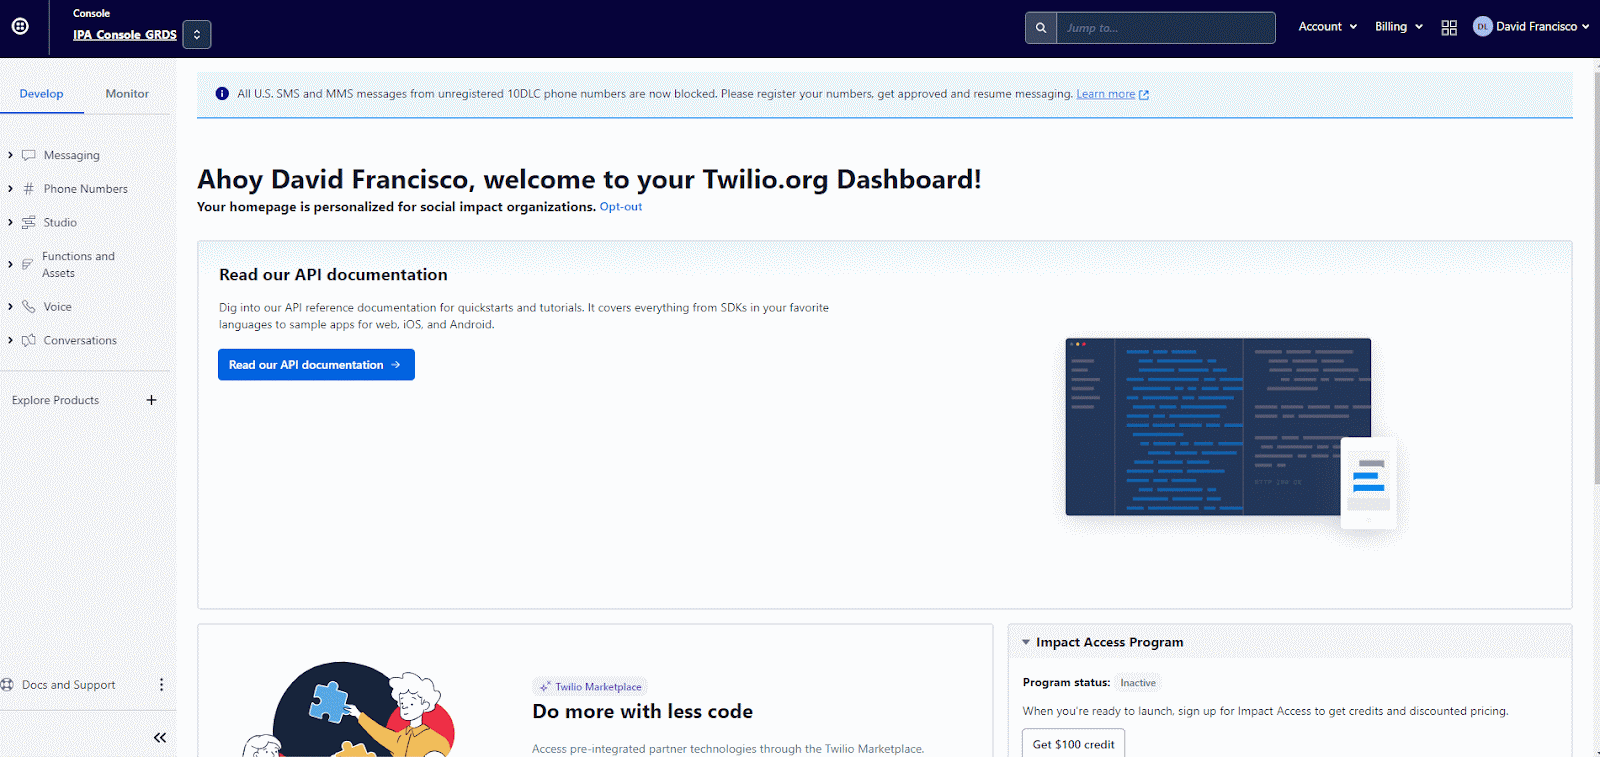 Console
IPA Console GRDS
Jump to...
Account
Billing
DL
David Francisco
Develop
Monitor
All U.S. SMS and MMS messages from unregistered 10DLC phone numbers are now blocked. Please register your numbers, get approved and resume messaging. Learn more
Messaging
Phone Numbers
Studio
Functions and
Assets
Voice
Conversations
Explore Products
Docs and Support
Ahoy David Francisco, welcome to your Twilio.org Dashboard!
Your homepage is personalized for social impact organizations. Opt-out
Read our API documentation
Dig into our API reference documentation for quickstarts and tutorials. It covers everything from SDKs in your favorite
languages to sample apps for web, iOS, and Android.
Read our API documentation →
HTTP 200 OK
Twilio Marketplace
Do more with less code
Access pre-integrated partner technologies through the Twilio Marketplace.
Impact Access Program
Program status: Inactive
When you're ready to launch, sign up for Impact Access to get credits and discounted pricing.
Get $100 credit